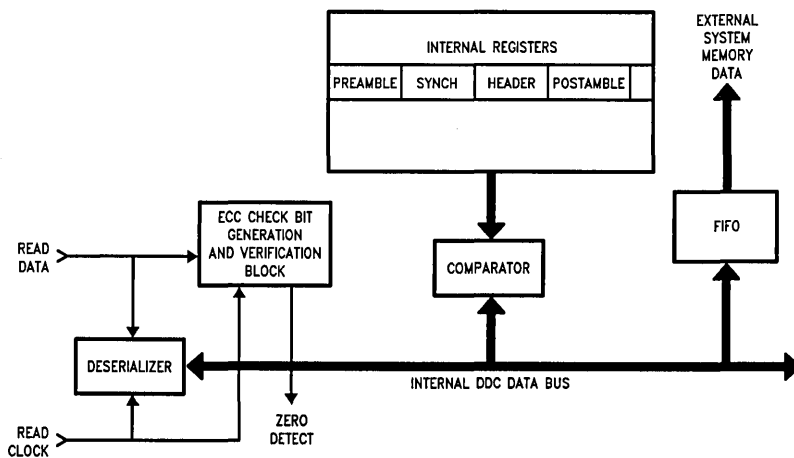 INTERNAL REGISTERS
PREAMBLE
SYNCH
HEADER
POSTAMBLE
EXTERNAL
SYSTEM
MEMORY
DATA
ECC CHECK BIT
GENERATION
AND VERIFICATION
BLOCK
READ
DATA
COMPARATOR
FIFO
DESERIALIZER
INTERNAL DDC DATA BUS
READ
CLOCK
ZERO
DETECT